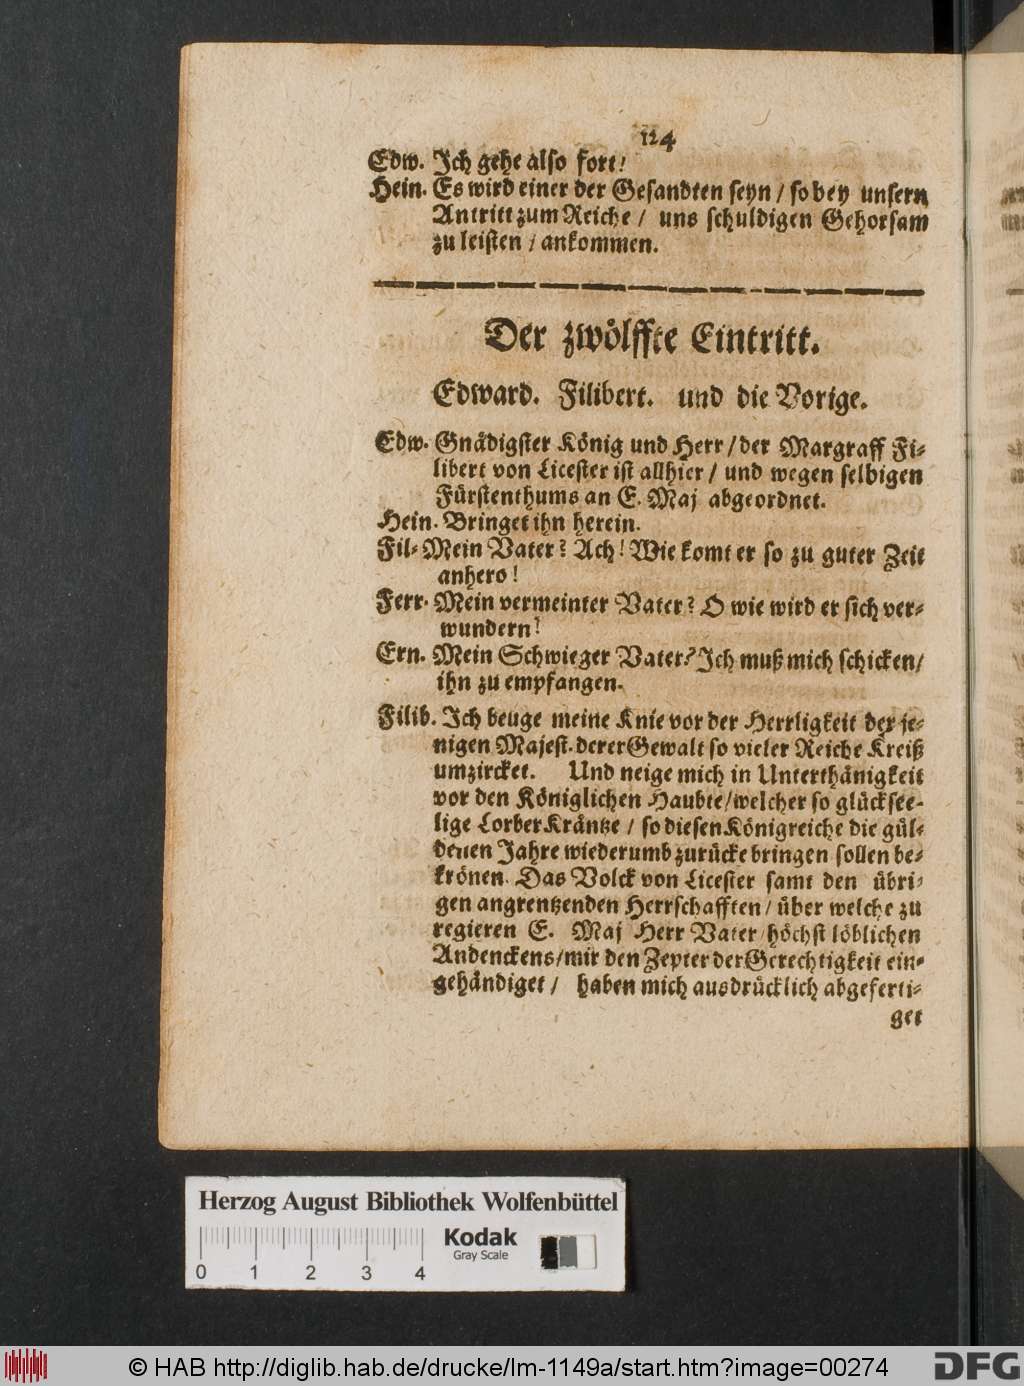 124
Edw. Ich gehe also fort!
Hein. Es wird einer der Gesandten seyn / so bey unsern
Antritt zum Reiche / uns schuldigen Gehorsam
zu leisten / ankommen.
Der zwölffte Eintritt.
Edward. Filibert. und die Vorige.
Edw. Gnädigster König und Herr / der Margraff Fi-
libert von Licester ist allhier / und wegen selbigen
Fürstenthums an E. Maj abgeordnet.
Hein. Bringet ihn herein.
Fil- Mein Vater? Ach! Wie komt er so zu guter Zeit
anhero!
Ferr. Mein vermeinter Vater? O wie wird er sich ver-
wundern?
Ern. Mein Schwieger Vater? Ich muß mich schicken /
ihn zu empfangen.
Filib. Ich beuge meine Knie vor der Herrligkeit der je-
nigen Majest. derer Gewalt so vieler Reiche Kreiß
umzircket. Und neige mich in Unterthänigkeit
vor den Königlichen Haubte / welcher so glücksee-
lige Lorber Kräntze / so diesen Königreiche die gül-
denen Jahre wiederumb zurücke bringen sollen be-
krönen. Das Volck von Licester samt den übri-
gen angrentzenden Herrschafften / über welche zu
regieren E. Maj Herr Vater höchst löblichen
Andenckens / mir den Zepter der Gerechtigkeit ein-
gehändiget / haben mich ausdrücklich abgeferti-
get
Herzog August Bibliothek Wolfenbüttel
Kodak
Gray Scale
0 1 2 3 4
© HAB http://diglib.hab.de/drucke/lm-1149a/start.htm?image=00274
DFG